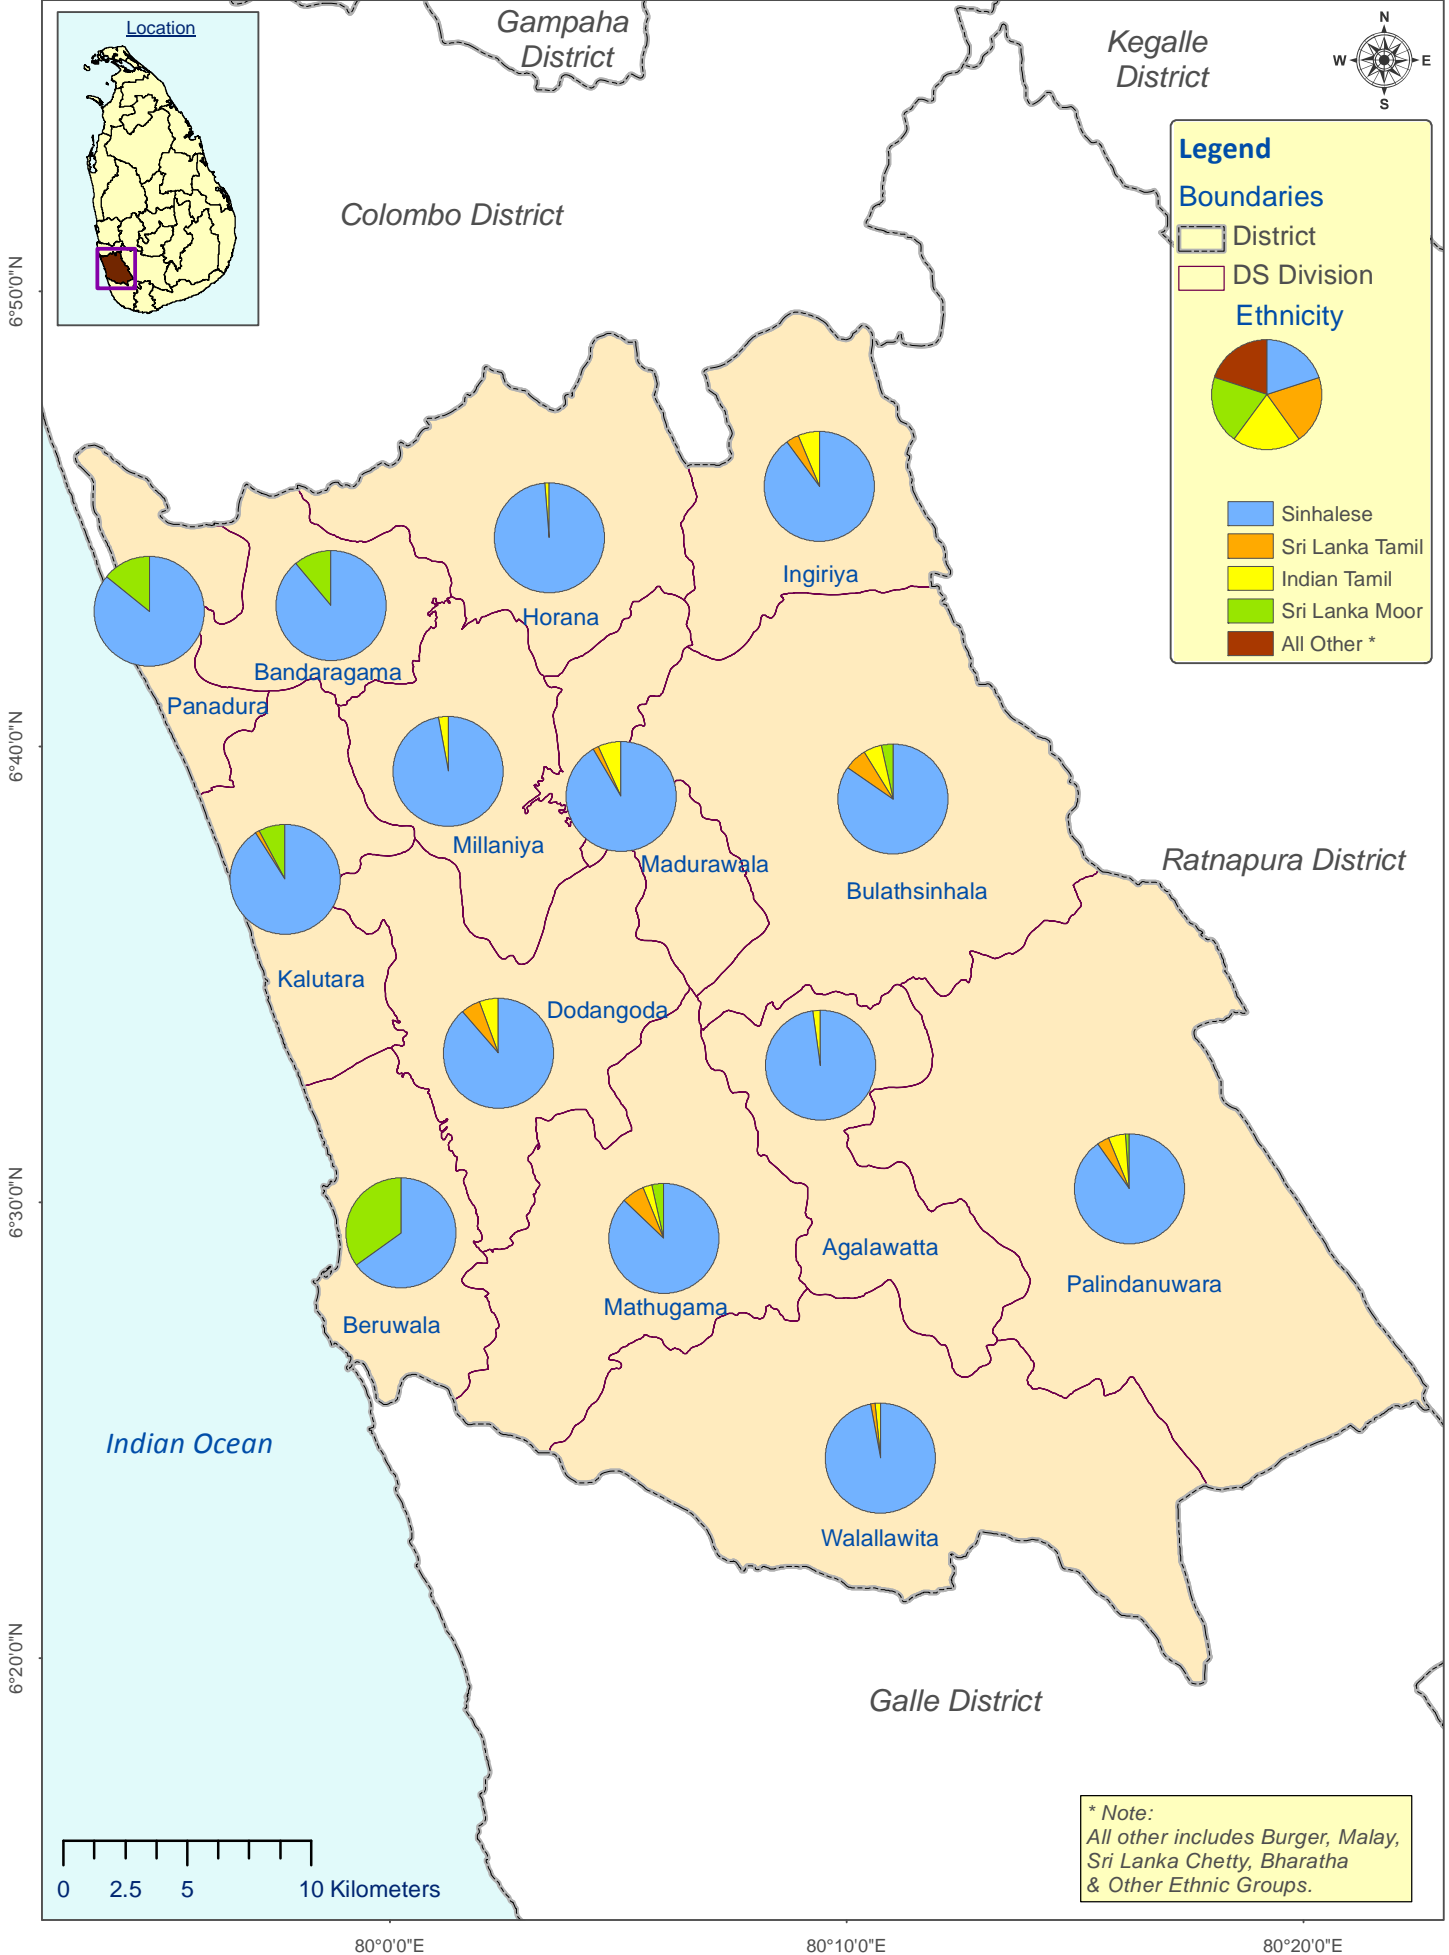 Location
Gampaha
District
Kegalle
District
N
W
E
S
Colombo District
Legend
Boundaries
District
DS Division
Ethnicity
Sinhalese
Sri Lanka Tamil
Indian Tamil
Sri Lanka Moor
All Other *
6°50'0"N
6°40'0"N
6°30'0"N
6°20'0"N
Ingiriya
Horana
Bandaragama
Panadura
Millaniya
Madurawala
Bulathsinhala
Ratnapura District
Kalutara
Dodangoda
Agalawatta
Palindanuwara
Mathugama
Beruwala
Indian Ocean
Walallawita
Galle District
* Note:
All other includes Burger, Malay,
Sri Lanka Chetty, Bharatha
& Other Ethnic Groups.
0 2.5 5 10 Kilometers
80°0'0"E
80°10'0"E
80°20'0"E